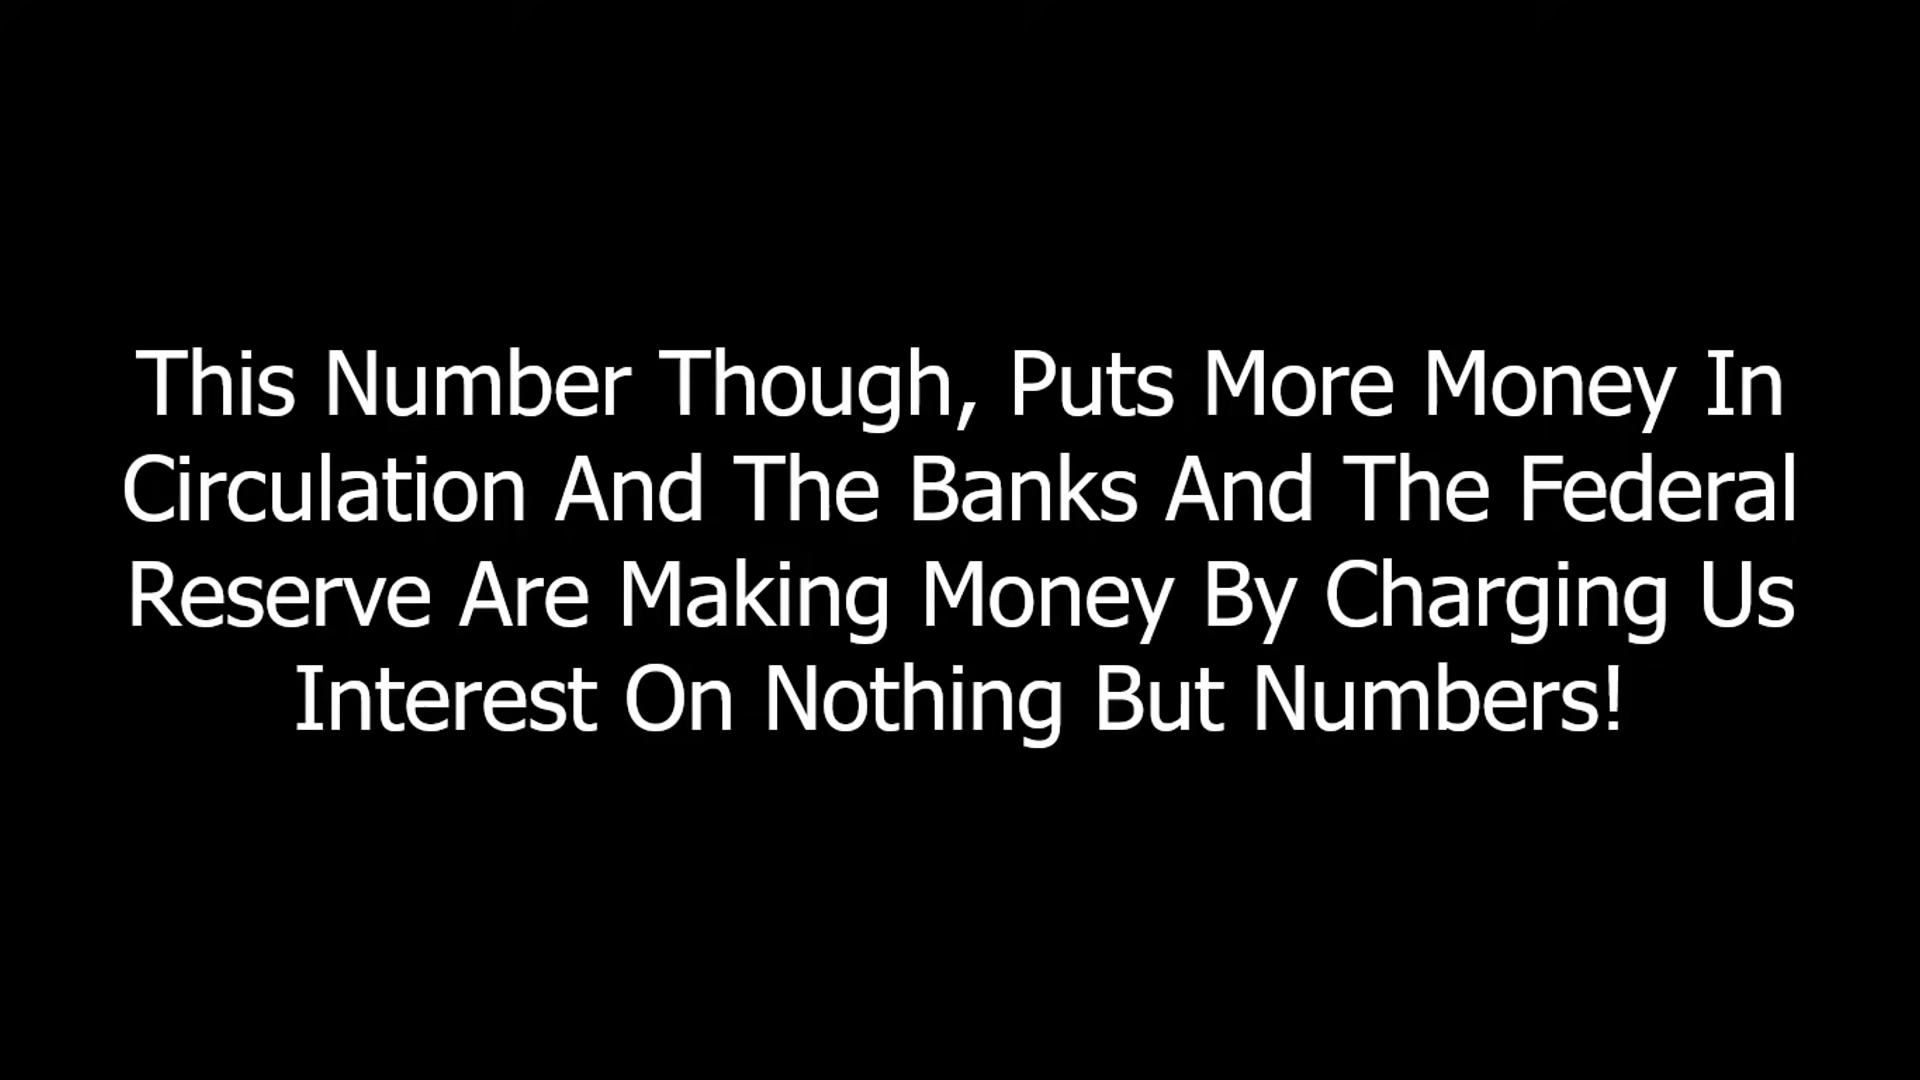 This Number Though, Puts More Money In
Circulation And The Banks And The Federal
Reserve Are Making Money By Charging Us
Interest On Nothing But Numbers!